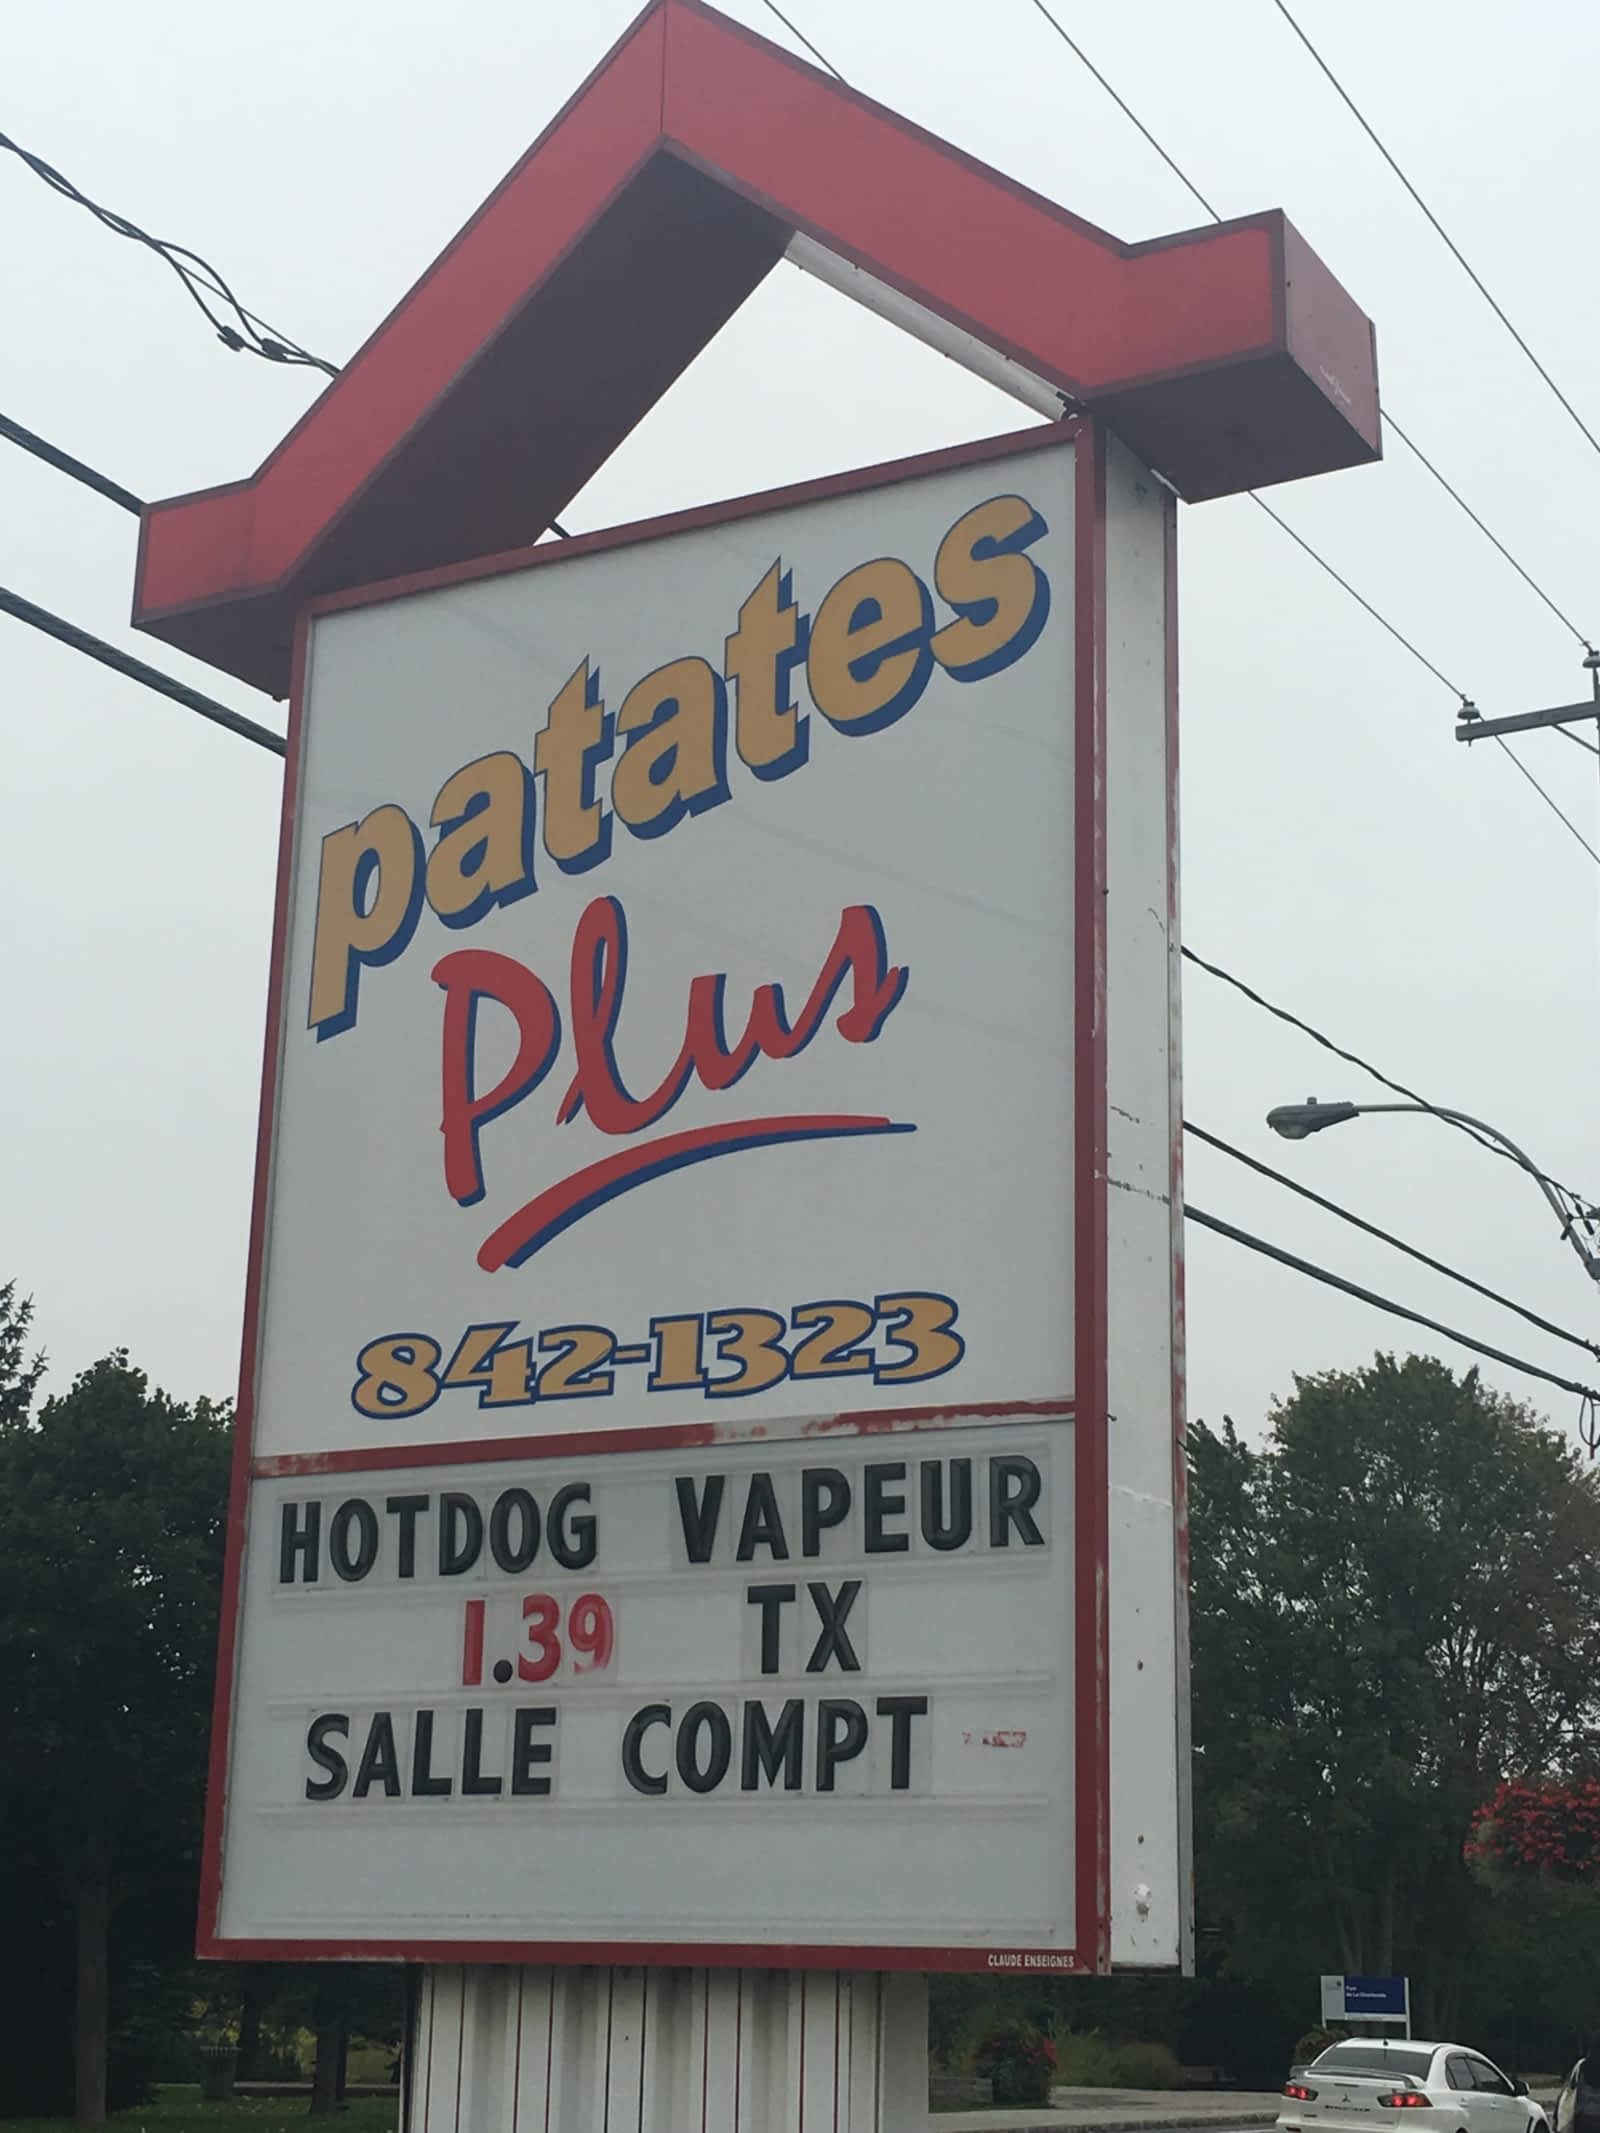 patates
Plus
842-1323
HOTDOG VAPEUR
1.39 TX
SALLE COMPT
CLAUDE ENSEIGNES